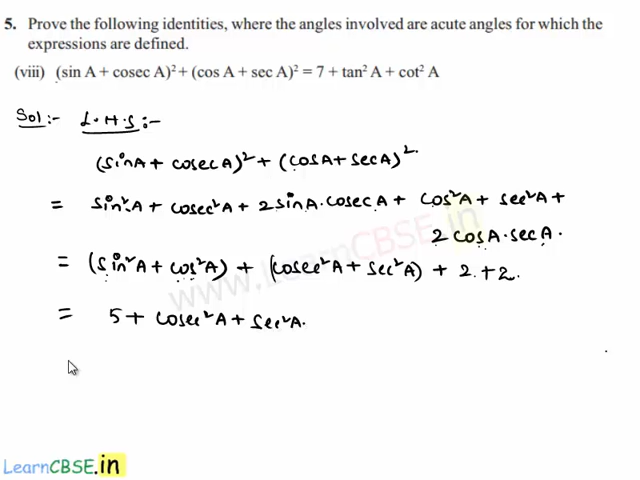 5. Prove the following identities, where the angles involved are acute angles for which the
expressions are defined.
(viii) (sin A + cosec A)² + (cos A + sec A)² = 7 + tan² A + cot² A
Sol:- L.H.S:-
(sinA + cosecA)² + (cosA + secA)².
= sin²A + cosec²A + 2sinA.cosecA + cos²A + sec²A +
2cosA.secA.
= (sin²A + cos²A) + (cosec²A + sec²A) + 2 + 2.
= 5 + cosec²A + sec²A.
www.LearnCBSE.in
LearnCBSE.in